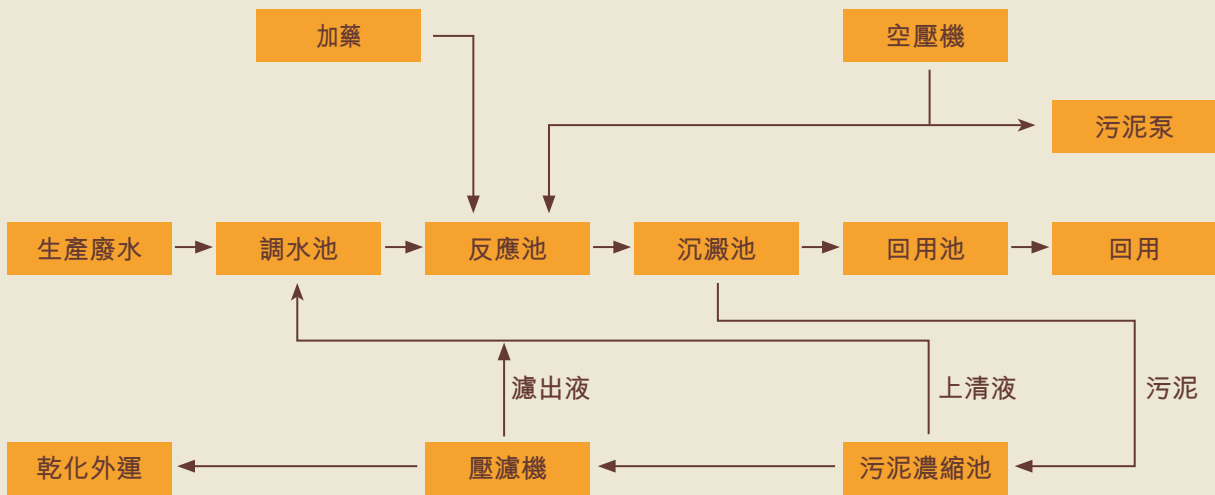 加藥
空壓機
污泥泵
生產廢水
調水池
反應池
沉澱池
回用池
回用
濾出液
上清液
污泥
乾化外運
壓濾機
污泥濃縮池